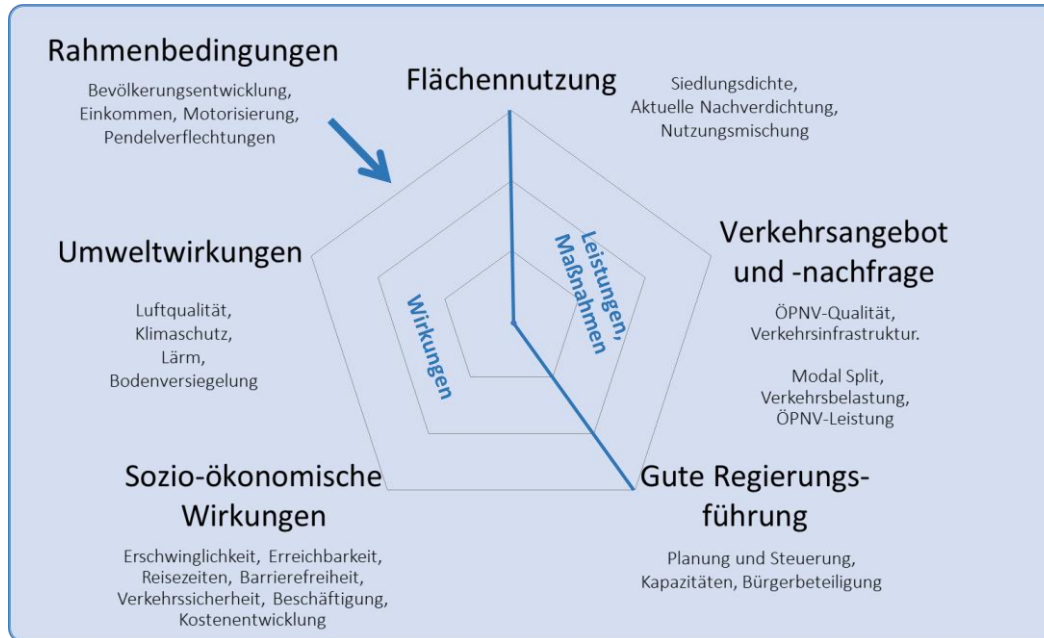 Rahmenbedingungen
Bevölkerungsentwicklung,
Einkommen, Motorisierung,
Pendelverflechtungen
Flächennutzung
Siedlungsdichte,
Aktuelle Nachverdichtung,
Nutzungsmischung
Umweltwirkungen
Luftqualität,
Klimaschutz,
Lärm,
Bodenversiegelung
Wirkungen
Leistungen,
Maßnahmen
Verkehrsangebot
und -nachfrage
ÖPNV-Qualität,
Verkehrsinfrastruktur.
Modal Split,
Verkehrsbelastung,
ÖPNV-Leistung
Sozio-ökonomische
Wirkungen
Erschwinglichkeit, Erreichbarkeit,
Reisezeiten, Barrierefreiheit,
Verkehrssicherheit, Beschäftigung,
Kostenentwicklung
Gute Regierungs-
führung
Planung und Steuerung,
Kapazitäten, Bürgerbeteiligung